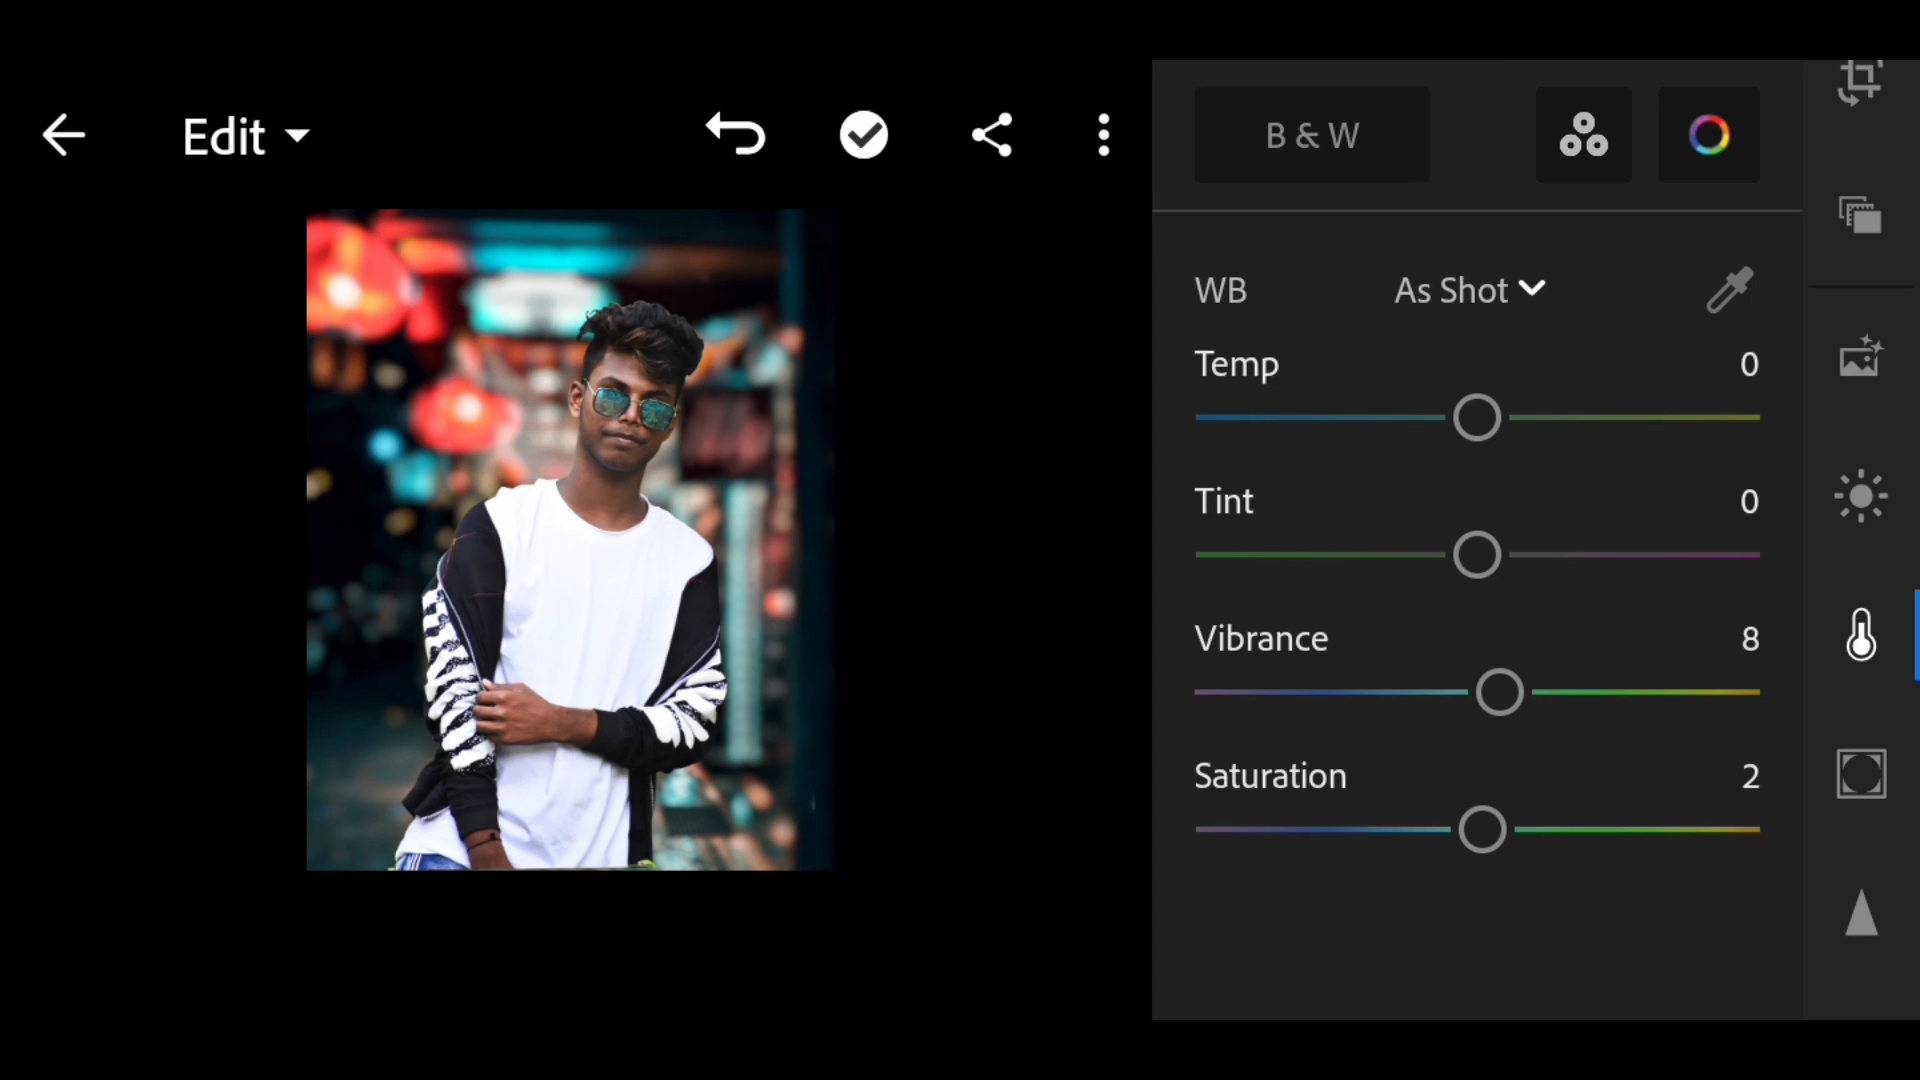 Edit
B & W
WB As Shot
Temp 0
Tint 0
Vibrance 8
Saturation 2